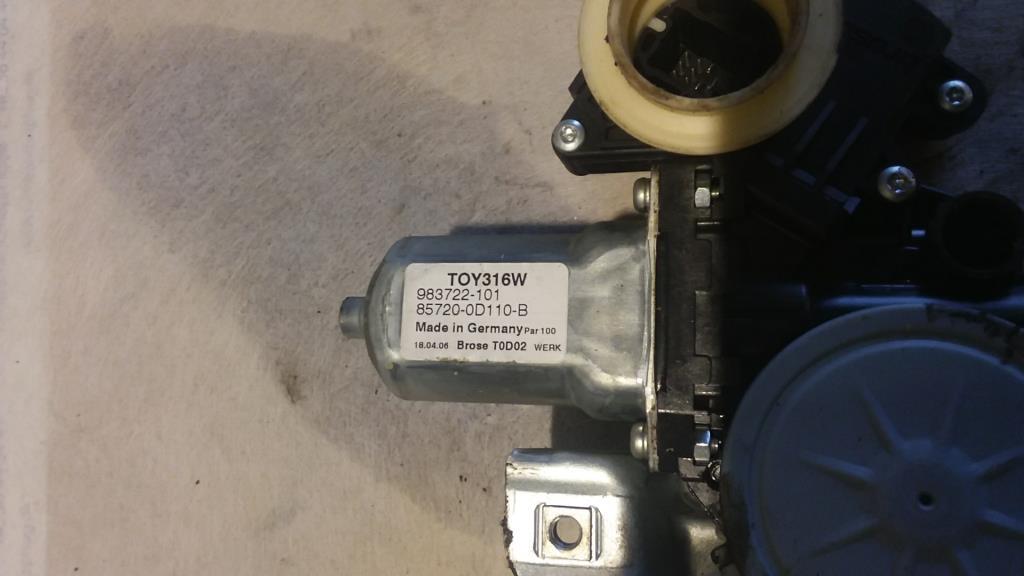 TOY316W
983722-101
85720-0D110-B
Made in Germany Par 100
18.04.06 Brose T0D02 WERK